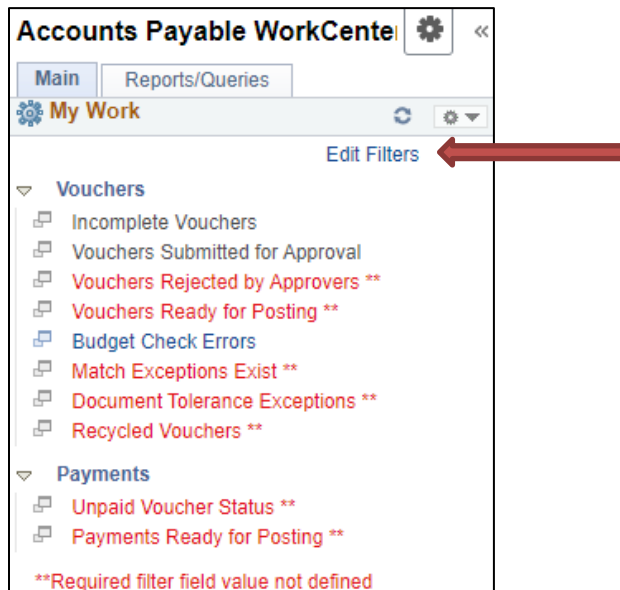 Accounts Payable WorkCente
Main Reports/Queries
My Work
Edit Filters
Vouchers
Incomplete Vouchers
Vouchers Submitted for Approval
Vouchers Rejected by Approvers **
Vouchers Ready for Posting **
Budget Check Errors
Match Exceptions Exist **
Document Tolerance Exceptions **
Recycled Vouchers **
Payments
Unpaid Voucher Status **
Payments Ready for Posting **
**Required filter field value not defined